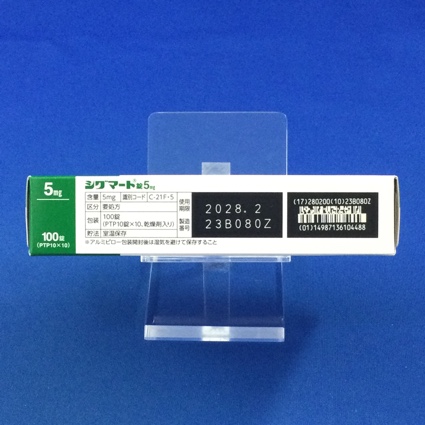 5mg
100錠
(PTP10×10)
シグマート錠5mg
含量 5mg 識別コード C-21F・5
区分 要処方
包装 100錠
(PTP10錠×10、乾燥剤入り)
貯法 室温保存
※アルミピロー包装開封後は湿気を避けて保存すること
使用期限 2028.2
製造番号 23B080Z
(17)280200(10)23B080Z
(01)14987136104488